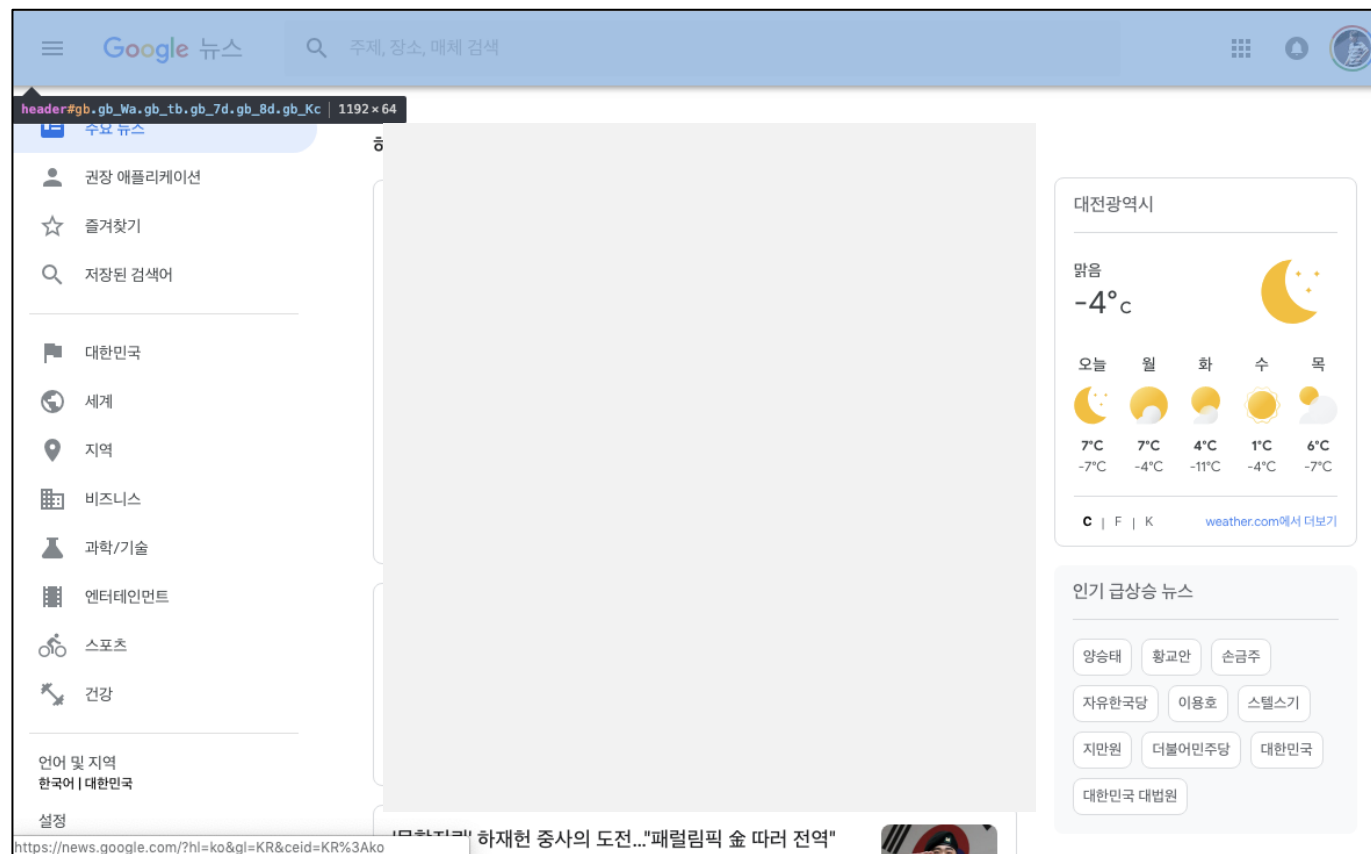 Google 뉴스
주제, 장소, 매체 검색
header#gb.gb_Wa.gb_tb.gb_7d.gb_8d.gb_Kc | 1192×64
주요 뉴스
권장 애플리케이션
즐겨찾기
저장된 검색어
대한민국
세계
지역
비즈니스
과학/기술
엔터테인먼트
스포츠
건강
언어 및 지역
한국어 | 대한민국
설정
https://news.google.com/?hl=ko&gl=KR&ceid=KR%3Ako
하재헌 중사의 도전..."패럴림픽 金 따러 전역"
대전광역시
맑음
-4°C
오늘 월 화 수 목
7°C 7°C 4°C 1°C 6°C
-7°C -4°C -11°C -4°C -7°C
C | F | K weather.com에서 더보기
인기 급상승 뉴스
양승태 황교안 손금주
자유한국당 이용호 스텔스기
지만원 더불어민주당 대한민국
대한민국 대법원